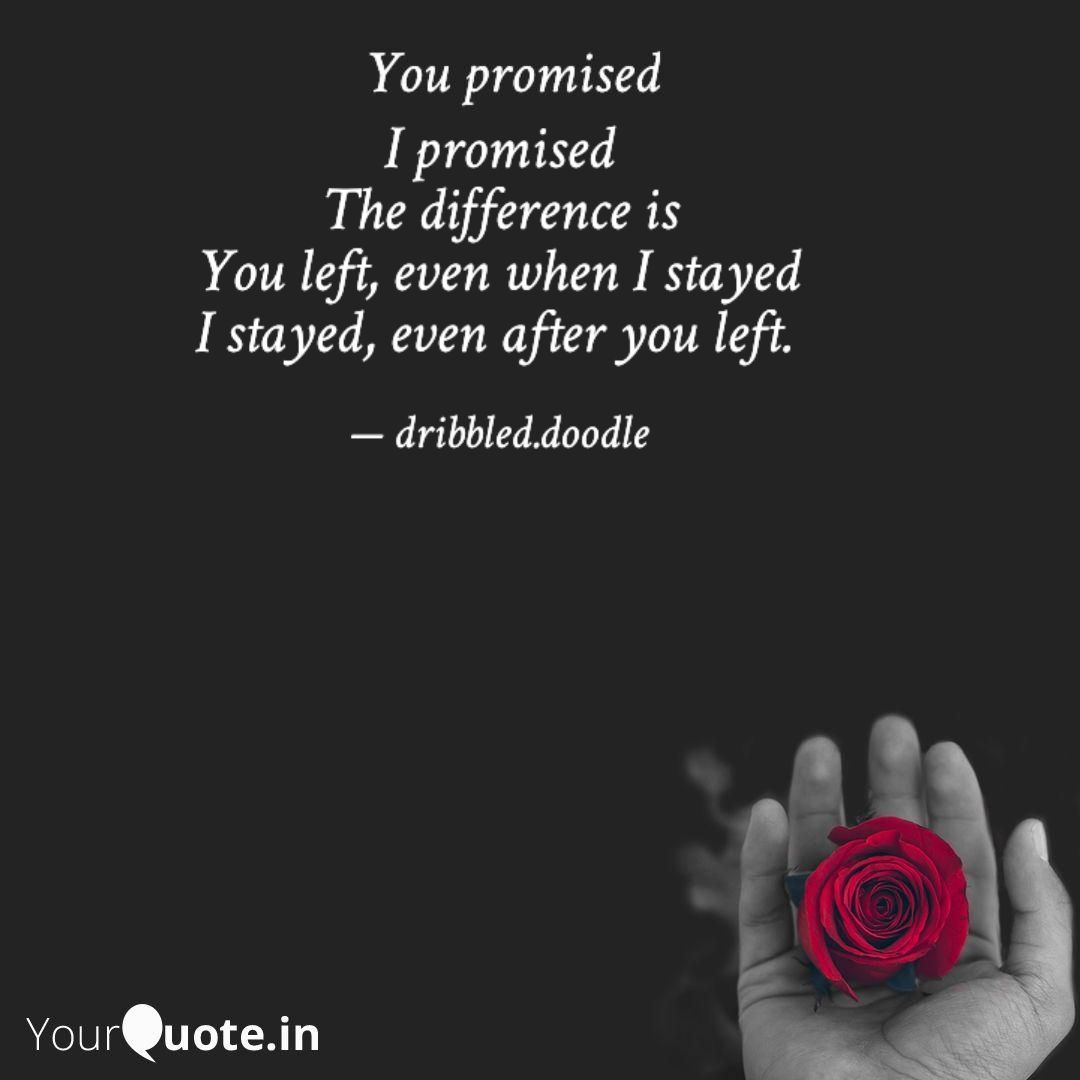 You promised
I promised
The difference is
You left, even when I stayed
I stayed, even after you left.
— dribbled.doodle
YourQuote.in